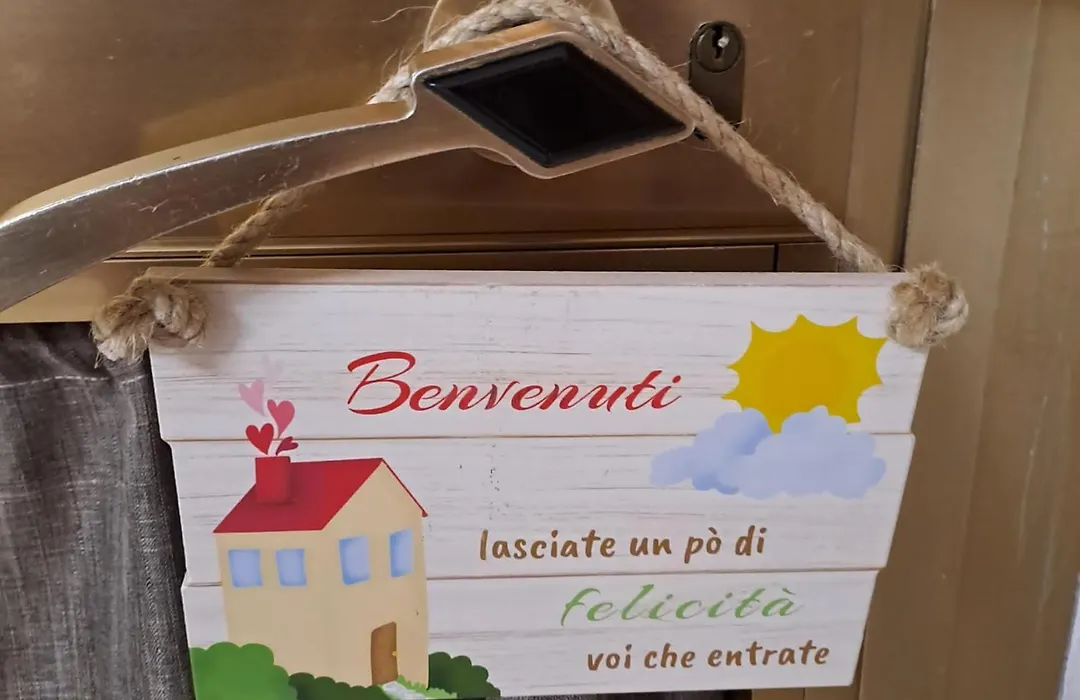 Benvenuti
lasciate un pò di
felicità
voi che entrate